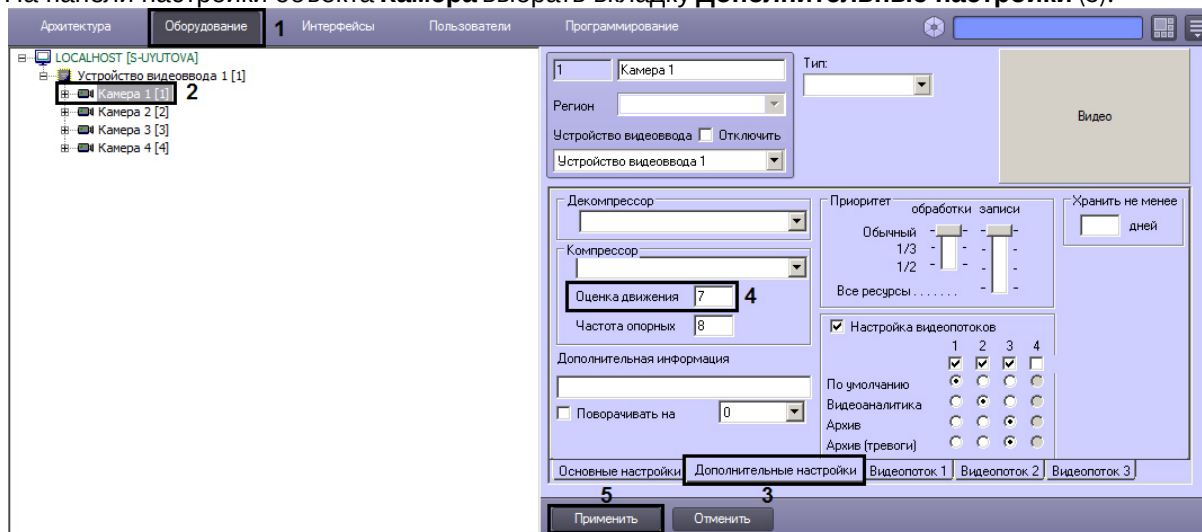 На панели настройки объекта Камера выбрать вкладку Дополнительные настройки (3).
Архитектура Оборудование 1 Интерфейсы Пользователи Программирование
LOCALHOST [S-UYUTOVA]
Устройство видеоввода 1 [1]
Камера 1 [1] 2
Камера 2 [2]
Камера 3 [3]
Камера 4 [4]
1 Камера 1
Регион
Устройство видеоввода Отключить
Устройство видеоввода 1
Тип:
Видео
Декомпрессор
Компрессор
Оценка движения 7 4
Частота опорных 8
Дополнительная информация
Поворачивать на 0
Приоритет обработки записи
Обычный
1/3
1/2
Все ресурсы . . . . . . .
Настройка видеопотоков
1 2 3 4
По умолчанию
Видеоаналитика
Архив
Архив (тревоги)
Хранить не менее
дней
Основные настройки Дополнительные настройки Видеопоток 1 Видеопоток 2 Видеопоток 3
5 3
Применить Отменить